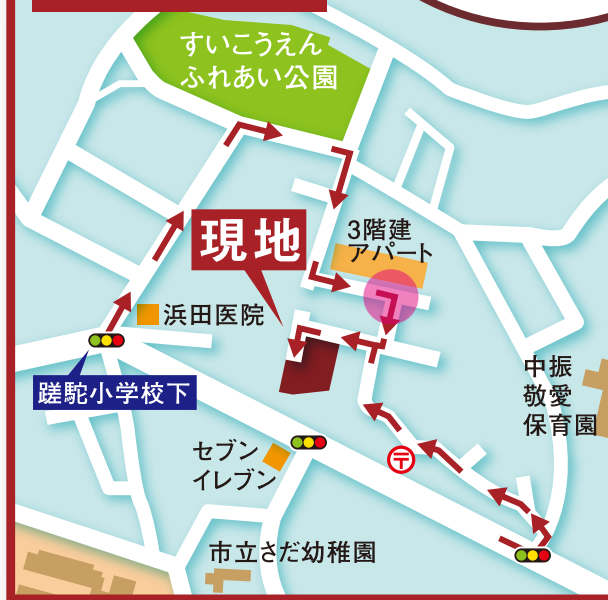 すいこうえん
ふれあい公園
現地
3階建
アパート
浜田医院
蹉駝小学校下
中振
敬愛
保育園
セブン
イレブン
〒
市立さだ幼稚園